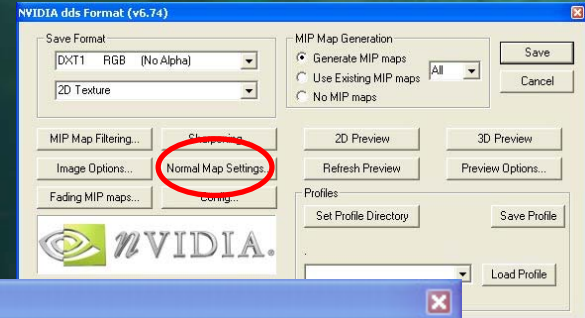 NVIDIA dds Format (v6.74)
Save Format
DXT1 RGB (No Alpha)
2D Texture
MIP Map Generation
Generate MIP maps
Use Existing MIP maps
No MIP maps
All
Save
Cancel
MIP Map Filtering...
Sharpening...
2D Preview
3D Preview
Image Options...
Normal Map Settings...
Refresh Preview
Preview Options...
Fading MIP maps...
Config...
Profiles
Set Profile Directory
Save Profile
nVIDIA.
.
Load Profile